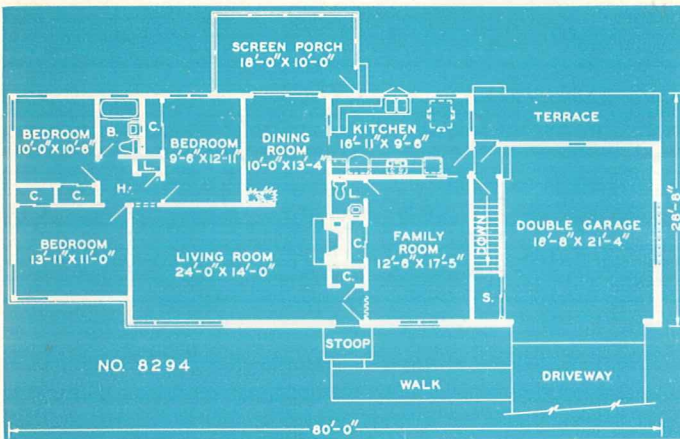 SCREEN PORCH
18'-0" X 10'-0"
TERRACE
BEDROOM
10'-0" X 10'-6"
B.
C.
BEDROOM
9'-6" X 12'-11"
DINING
ROOM
10'-0" X 13'-4"
KITCHEN
16'-11" X 9'-6"
L.
H.
C.
C.
L.
BEDROOM
13'-11" X 11'-0"
LIVING ROOM
24'-0" X 14'-0"
C.
C.
FAMILY
ROOM
12'-6" X 17'-5"
DOWN
S.
DOUBLE GARAGE
18'-8" X 21'-4"
28'-8"
STOOP
NO. 8294
WALK
DRIVEWAY
80'-0"